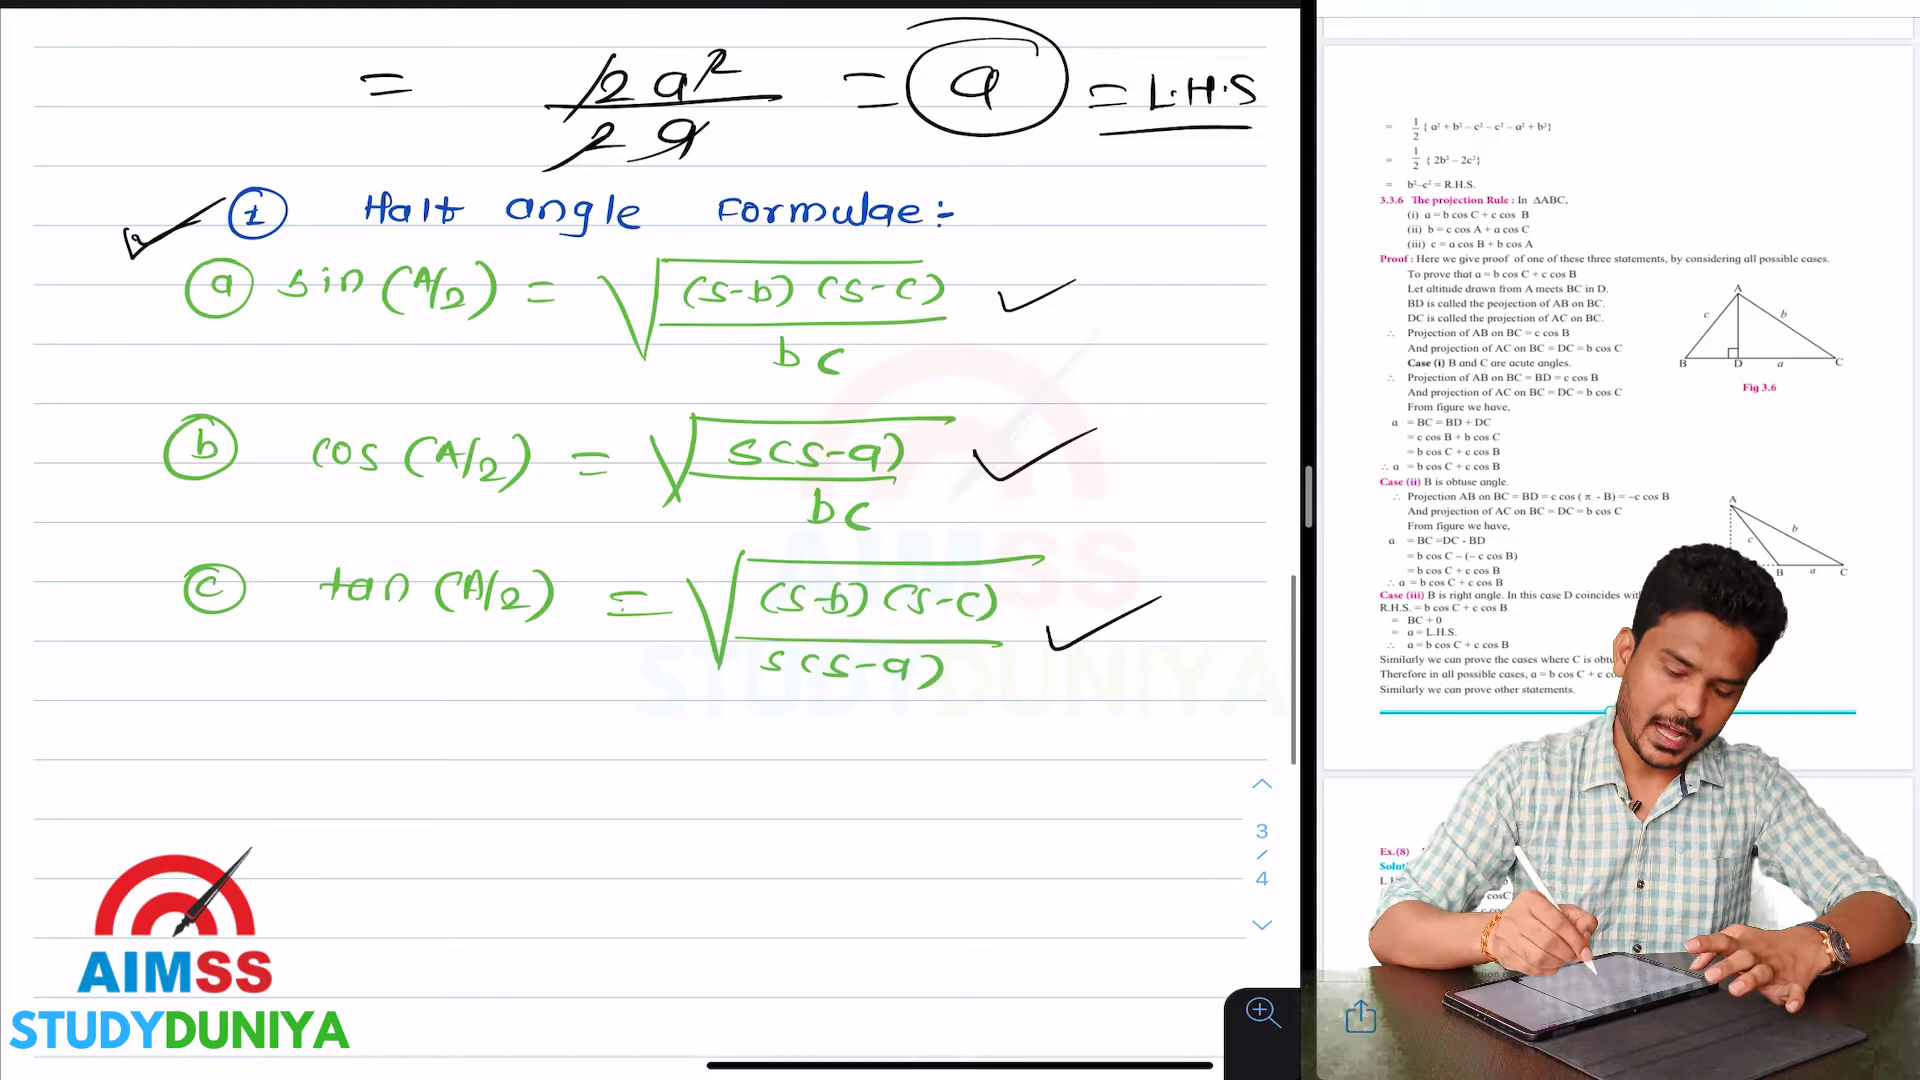 = 2 a² / 2 a = a = L.H.S
1 Half angle Formulae:-
a sin (A/2) = √(s-b) (s-c) / bc
b cos (A/2) = √s(s-a) / bc
c tan (A/2) = √(s-b) (s-c) / s(s-a)
AIMSS
STUDYDUNIYA
3
/
4
AIMSS
STUDYDUNIYA
= 1/2 { a² + b² – c² – c² – a² + b²}
= 1/2 { 2b² – 2c²}
= b²–c² = R.H.S.
3.3.6 The projection Rule : In ΔABC,
(i) a = b cos C + c cos B
(ii) b = c cos A + a cos C
(iii) c = a cos B + b cos A
Proof : Here we give proof of one of these three statements, by considering all possible cases.
To prove that a = b cos C + c cos B
Let altitude drawn from A meets BC in D.
BD is called the peojection of AB on BC.
DC is called the projection of AC on BC.
∴ Projection of AB on BC = c cos B
And projection of AC on BC = DC = b cos C
Case (i) B and C are acute angles.
∴ Projection of AB on BC = BD = c cos B
And projection of AC on BC = DC = b cos C
From figure we have,
a = BC = BD + DC
= c cos B + b cos C
= b cos C + c cos B
∴ a = b cos C + c cos B
A
c
b
B
D
a
C
Fig 3.6
Case (ii) B is obtuse angle.
∴ Projection AB on BC = BD = c cos ( π - B) = –c cos B
And projection of AC on BC = DC = b cos C
From figure we have,
a = BC =DC - BD
= b cos C – (– c cos B)
= b cos C + c cos B
∴ a = b cos C + c cos B
A
b
c
B
a
C
Case (iii) B is right angle. In this case D coincides
R.H.S. = b cos C + c cos B
= BC + 0
= a = L.H.S.
∴ a = b cos C + c cos B
Similarly we can prove the cases where C is
Therefore in all possible cases, a = b cos C + c
Similarly we can prove other statements.
Ex.(8)